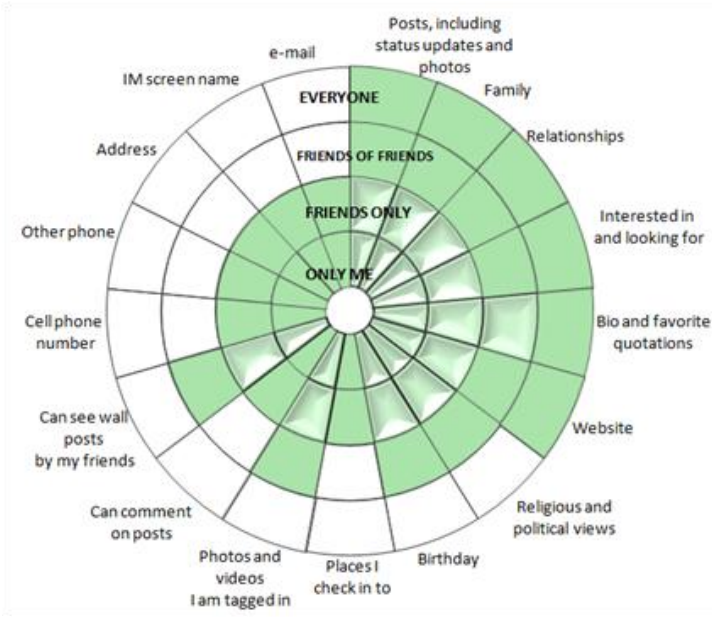 Posts, including
status updates and
photos
Family
Relationships
Interested in
and looking for
Bio and favorite
quotations
Website
Religious and
political views
Birthday
Places I
check in to
Photos and
videos
I am tagged in
Can comment
on posts
Can see wall
posts
by my friends
Cell phone
number
Other phone
Address
IM screen name
e-mail
EVERYONE
FRIENDS OF FRIENDS
FRIENDS ONLY
ONLY ME